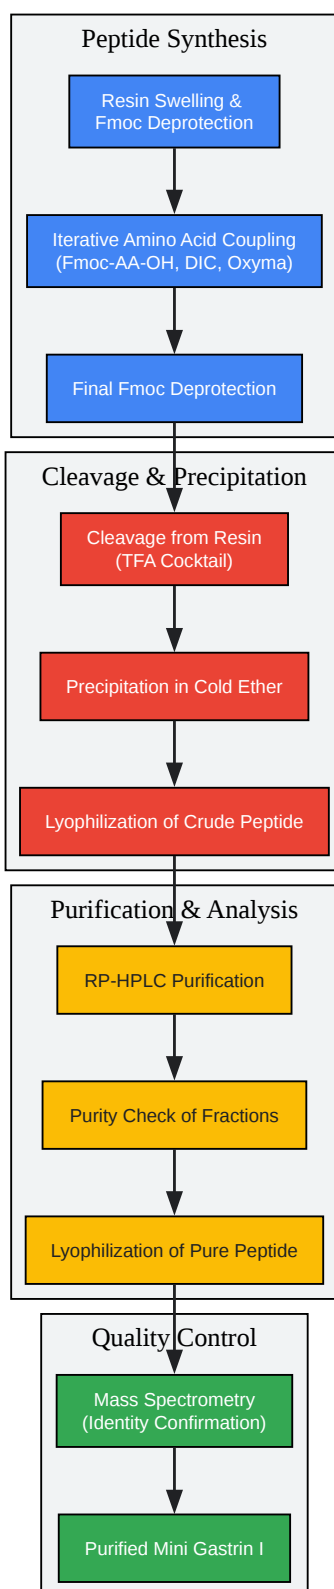 Peptide Synthesis
Resin Swelling &
Fmoc Deprotection
Iterative Amino Acid Coupling
(Fmoc-AA-OH, DIC, Oxyma)
Final Fmoc Deprotection
Cleavage & Precipitation
Cleavage from Resin
(TFA Cocktail)
Precipitation in Cold Ether
Lyophilization of Crude Peptide
Purification & Analysis
RP-HPLC Purification
Purity Check of Fractions
Lyophilization of Pure Peptide
Quality Control
Mass Spectrometry
(Identity Confirmation)
Purified Mini Gastrin I